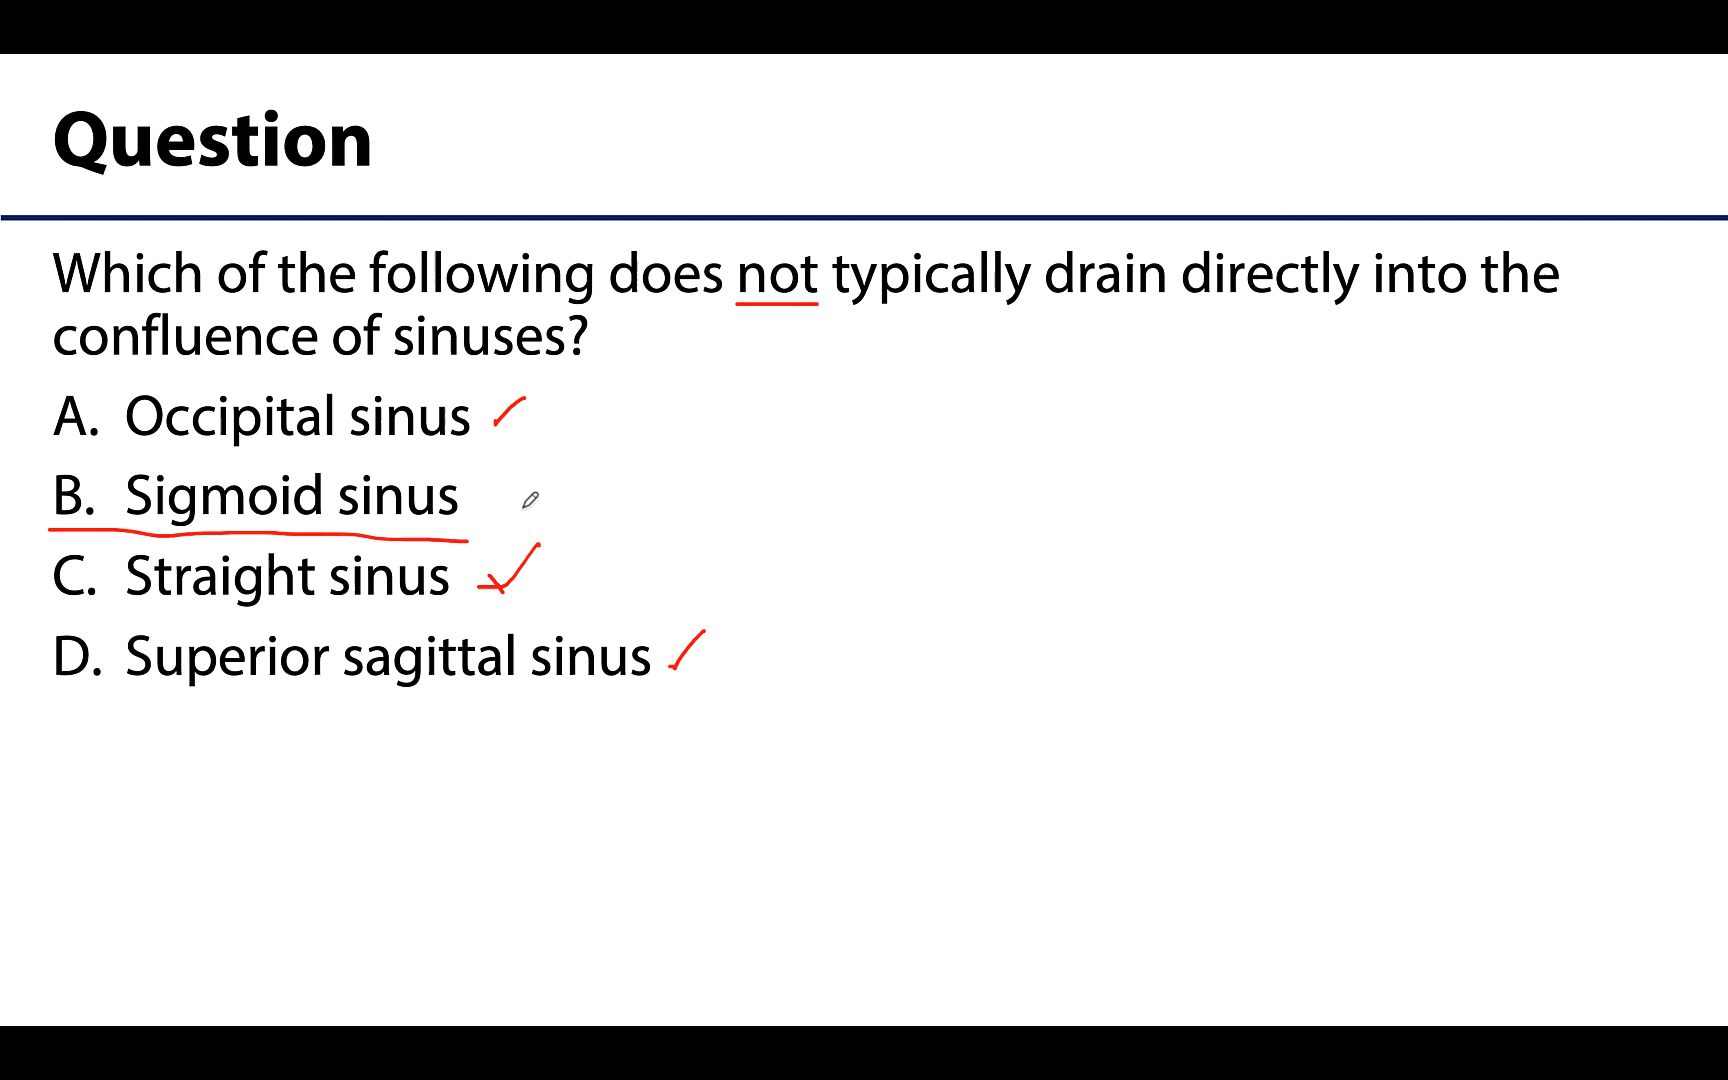 Question
Which of the following does not typically drain directly into the
confluence of sinuses?
A. Occipital sinus
B. Sigmoid sinus
C. Straight sinus
D. Superior sagittal sinus